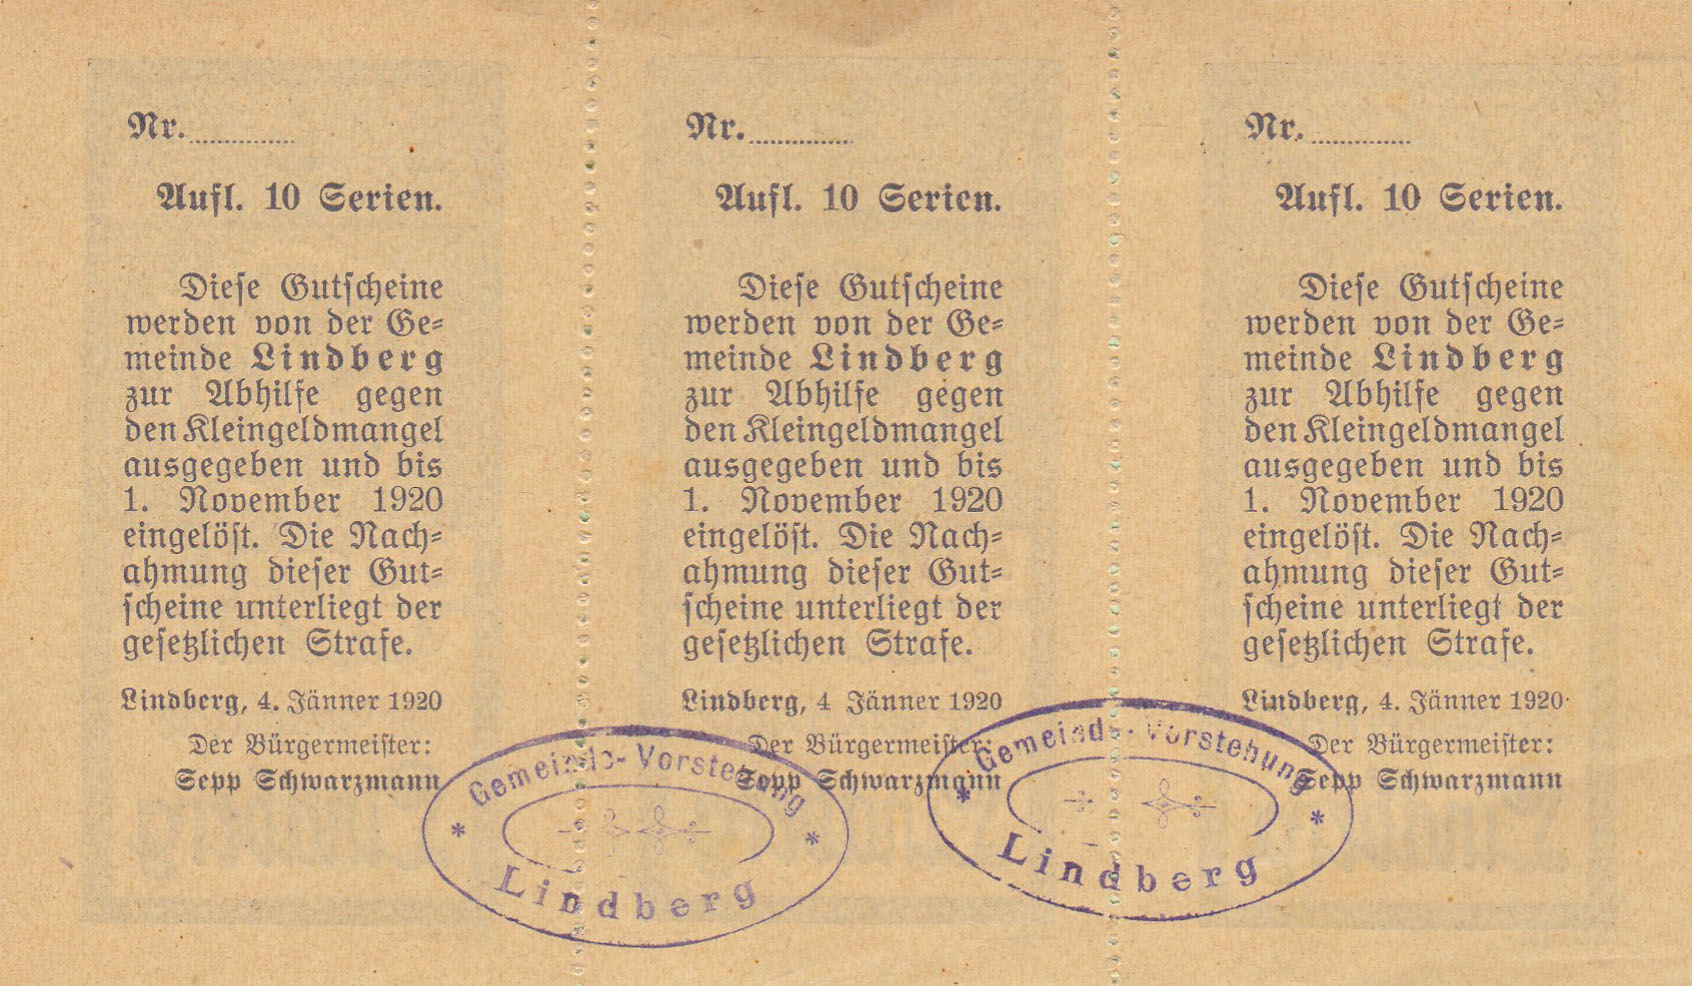 Nr.
Aufl. 10 Serien.
Diese Gutscheine
werden von der Ge-
meinde Lindberg
zur Abhilfe gegen
den Kleingeldmangel
ausgegeben und bis
1. November 1920
eingelöst. Die Nach-
ahmung dieser Gut-
scheine unterliegt der
gesetzlichen Strafe.
Lindberg, 4. Jänner 1920
Der Bürgermeister:
Sepp Schwarzmann
Nr.
Aufl. 10 Serien.
Diese Gutscheine
werden von der Ge-
meinde Lindberg
zur Abhilfe gegen
den Kleingeldmangel
ausgegeben und bis
1. November 1920
eingelöst. Die Nach-
ahmung dieser Gut-
scheine unterliegt der
gesetzlichen Strafe.
Lindberg, 4 Jänner 1920
Der Bürgermeister:
Sepp Schwarzmann
Nr.
Aufl. 10 Serien.
Diese Gutscheine
werden von der Ge-
meinde Lindberg
zur Abhilfe gegen
den Kleingeldmangel
ausgegeben und bis
1. November 1920
eingelöst. Die Nach-
ahmung dieser Gut-
scheine unterliegt der
gesetzlichen Strafe.
Lindberg, 4. Jänner 1920
Der Bürgermeister:
Sepp Schwarzmann
Gemeinde-Vorstehung
* Lindberg *
Gemeinde-Vorstehung
* Lindberg *